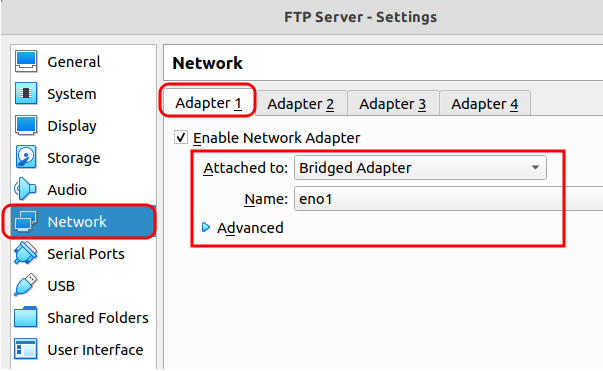 FTP Server - Settings
General
System
Display
Storage
Audio
Network
Serial Ports
USB
Shared Folders
User Interface
Network
Adapter 1 Adapter 2 Adapter 3 Adapter 4
Enable Network Adapter
Attached to: Bridged Adapter
Name: eno1
Advanced